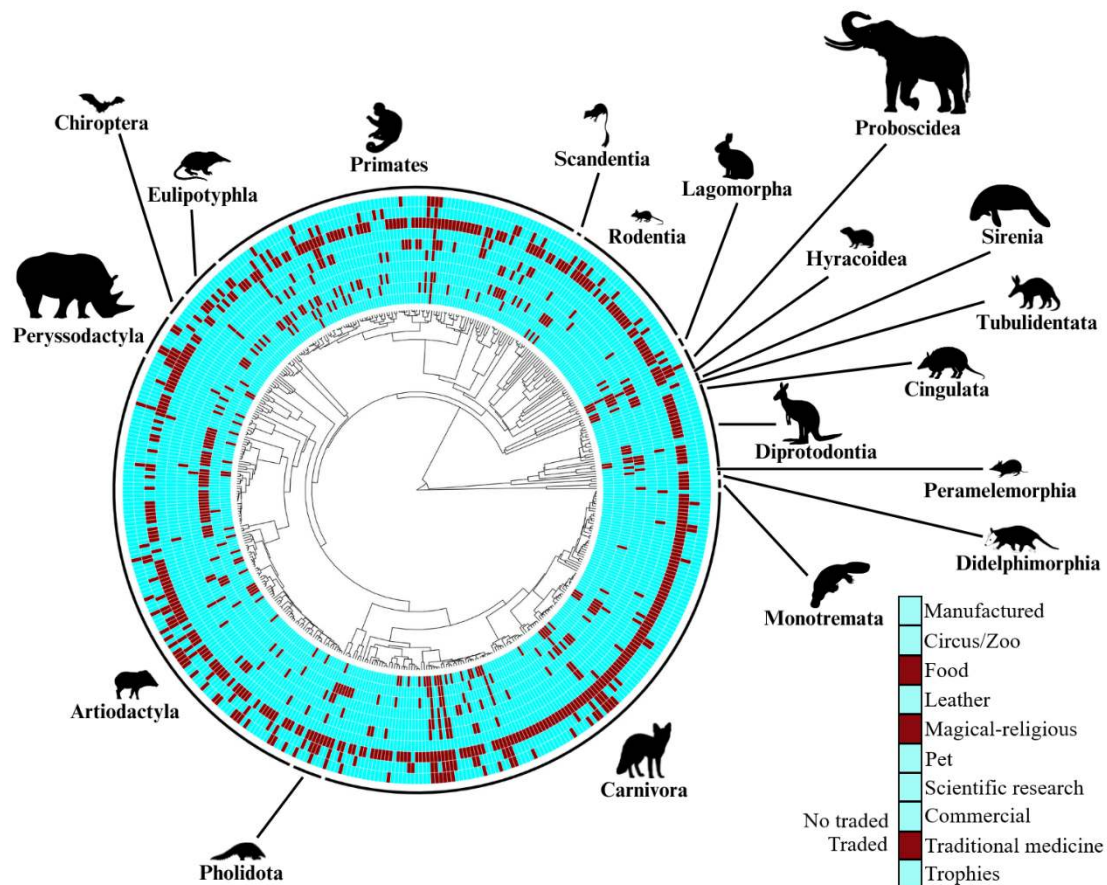 Proboscidea
Chiroptera
Primates
Scandentia
Eulipotyphla
Lagomorpha
Rodentia
Sirenia
Hyracoidea
Peryssodactyla
Tubulidentata
Cingulata
Diprotodontia
Peramelemorphia
Didelphimorphia
Monotremata
Artiodactyla
Carnivora
Pholidota
Manufactured
Circus/Zoo
Food
Leather
Magical-religious
Pet
Scientific research
Commercial
Traditional medicine
Trophies
No traded
Traded